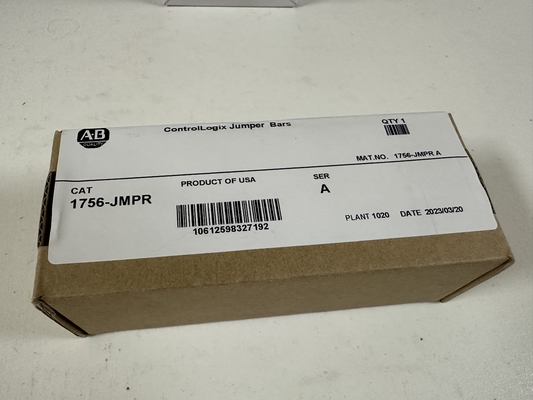 ControlLogix Jumper Bars
QTY 1
A-B
QUALITY
MAT.NO. 1756-JMPR A
CAT
1756-JMPR
PRODUCT OF USA
10612598327192
SER
A
PLANT 1020 DATE 2023/03/20